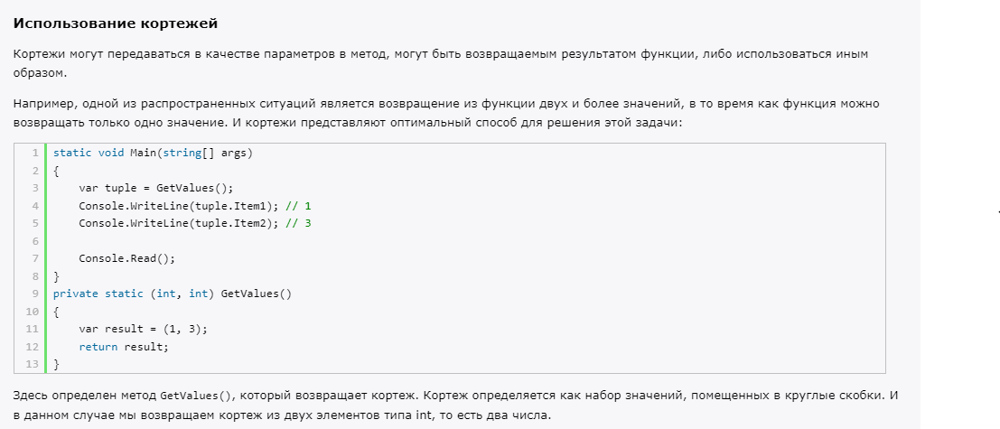 Использование кортежей
Кортежи могут передаваться в качестве параметров в метод, могут быть возвращаемым результатом функции, либо использоваться иным
образом.
Например, одной из распространенных ситуаций является возвращение из функции двух и более значений, в то время как функция можно
возвращать только одно значение. И кортежи представляют оптимальный способ для решения этой задачи:
1 static void Main(string[] args)
2 {
3     var tuple = GetValues();
4     Console.WriteLine(tuple.Item1); // 1
5     Console.WriteLine(tuple.Item2); // 3
6
7     Console.Read();
8 }
9 private static (int, int) GetValues()
10 {
11     var result = (1, 3);
12     return result;
13 }
Здесь определен метод GetValues(), который возвращает кортеж. Кортеж определяется как набор значений, помещенных в круглые скобки. И
в данном случае мы возвращаем кортеж из двух элементов типа int, то есть два числа.